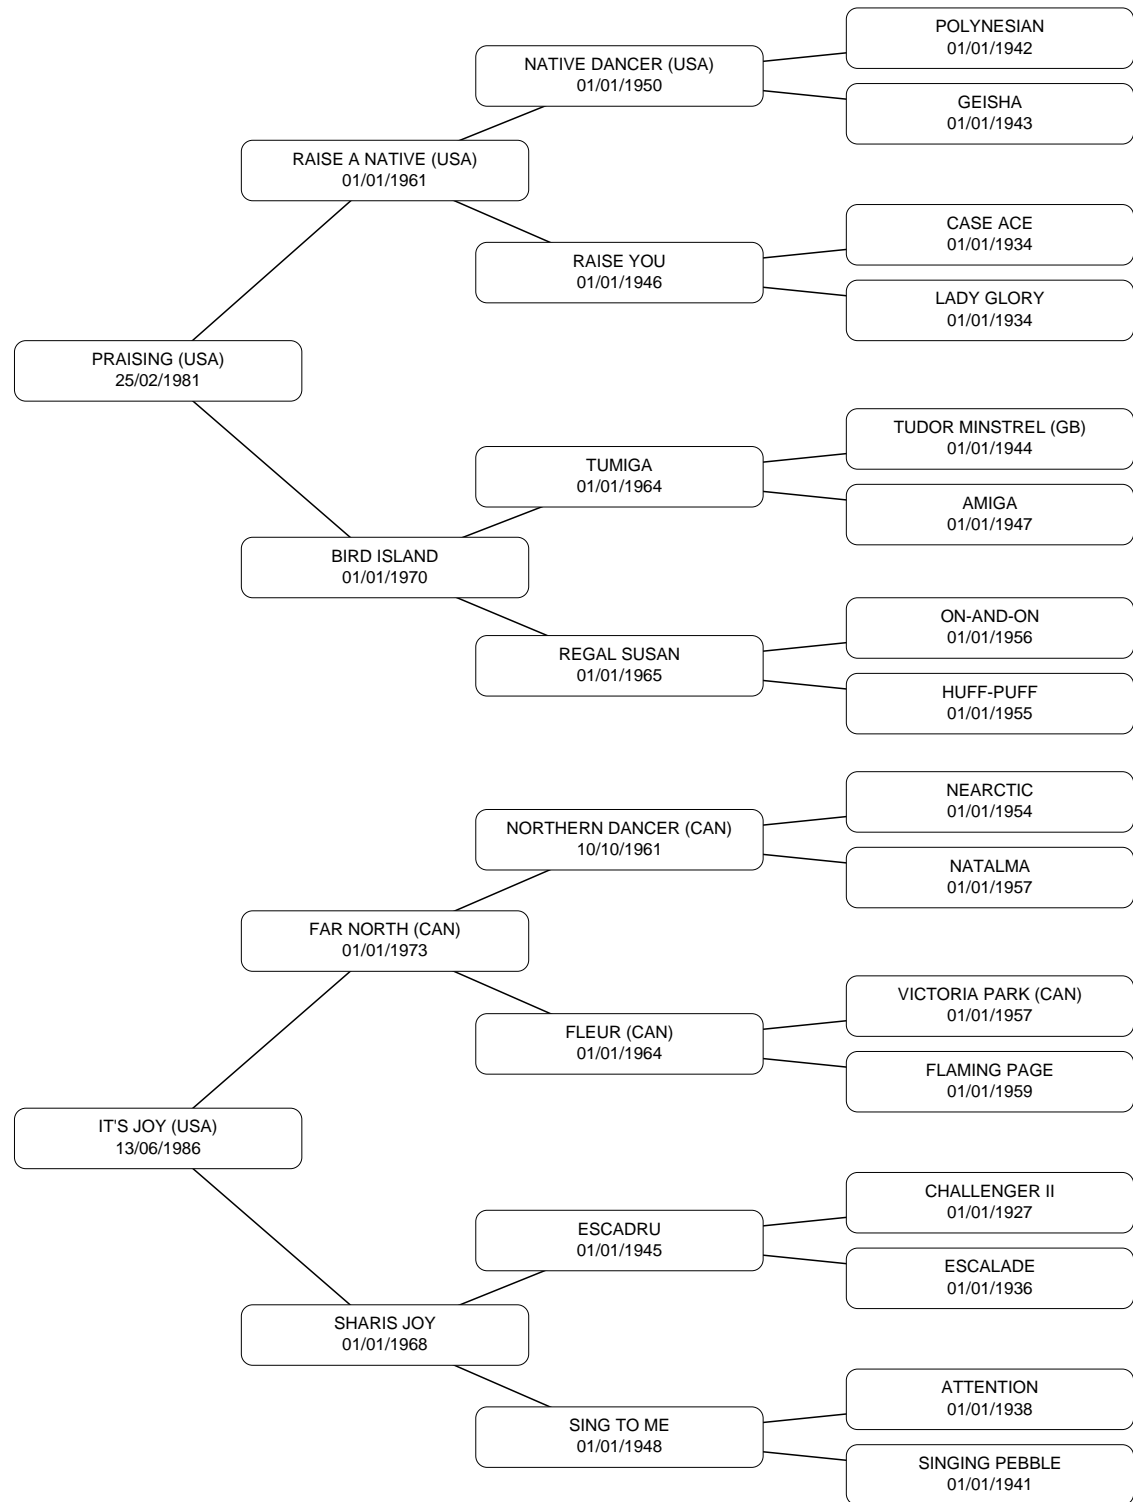 POLYNESIAN
01/01/1942
NATIVE DANCER (USA)
01/01/1950
GEISHA
01/01/1943
RAISE A NATIVE (USA)
01/01/1961
CASE ACE
01/01/1934
RAISE YOU
01/01/1946
LADY GLORY
01/01/1934
PRAISING (USA)
25/02/1981
TUDOR MINSTREL (GB)
01/01/1944
TUMIGA
01/01/1964
AMIGA
01/01/1947
BIRD ISLAND
01/01/1970
ON-AND-ON
01/01/1956
REGAL SUSAN
01/01/1965
HUFF-PUFF
01/01/1955
NEARCTIC
01/01/1954
NORTHERN DANCER (CAN)
10/10/1961
NATALMA
01/01/1957
FAR NORTH (CAN)
01/01/1973
VICTORIA PARK (CAN)
01/01/1957
FLEUR (CAN)
01/01/1964
FLAMING PAGE
01/01/1959
IT'S JOY (USA)
13/06/1986
CHALLENGER II
01/01/1927
ESCADRU
01/01/1945
ESCALADE
01/01/1936
SHARIS JOY
01/01/1968
ATTENTION
01/01/1938
SING TO ME
01/01/1948
SINGING PEBBLE
01/01/1941